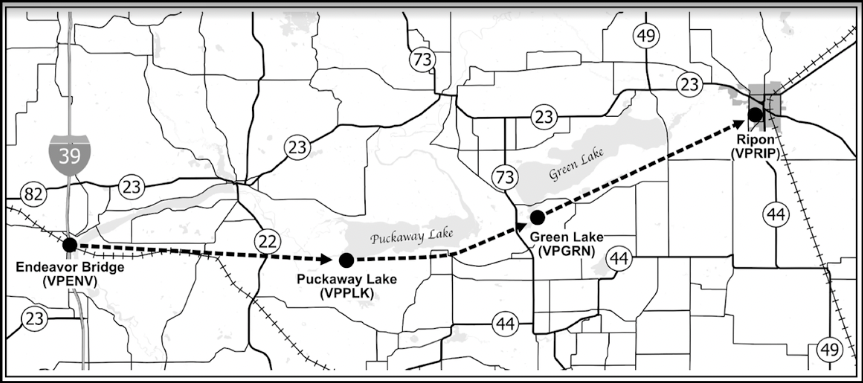 49
73
23
23
39
23
Ripon
(VPRIP)
Green Lake
73
82
23
44
Puckaway Lake
22
Green Lake
(VPGRN)
Endeavor Bridge
(VPENV)
Puckaway Lake
(VPPLK)
44
23
44
49